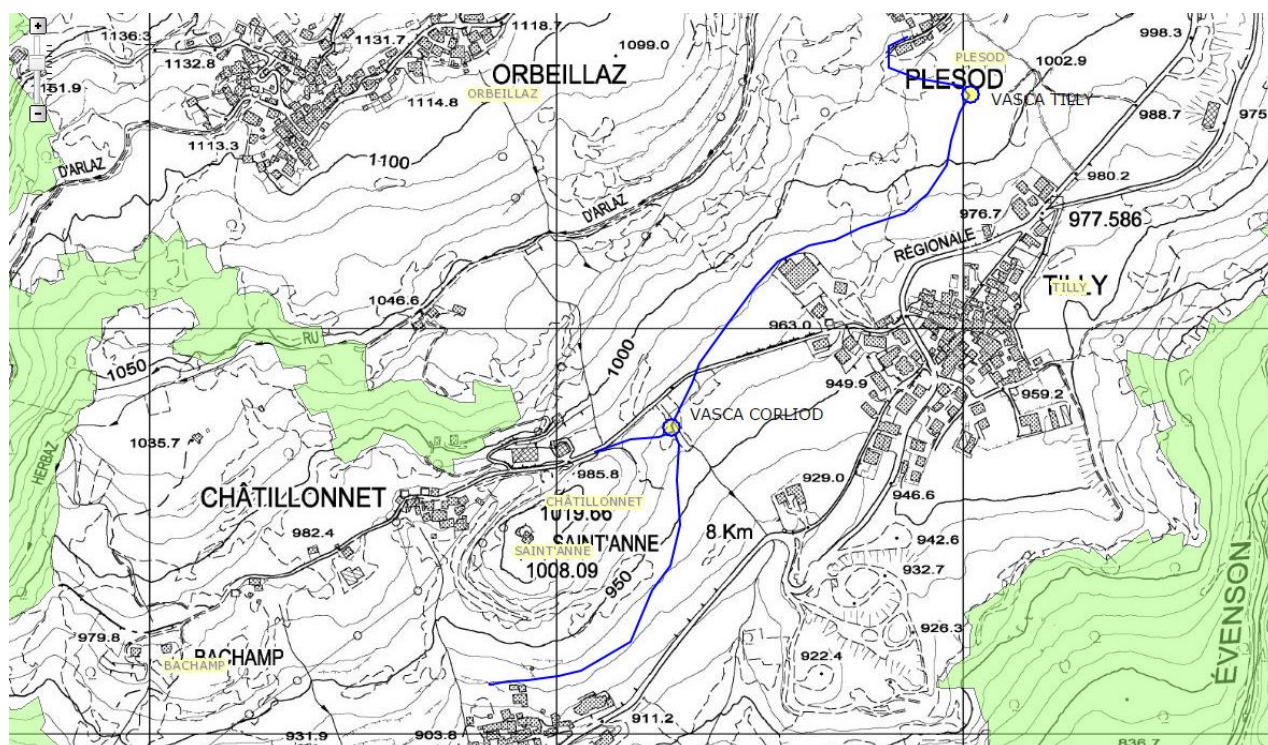 1136.3
1131.7
1118.7
1099.0
998.3
PLESOD
1002.9
1132.8
ORBEILLAZ
PLESOD
151.9
ORBEILLAZ
1114.8
VASCA TILLY
988.7
975
1113.3
1100
D'ARLAZ
980.2
D'ARLAZ
976.7
977.586
RÉGIONALE
TILLY
TILLY
1046.6
963.0
RU
1050
1000
949.9
959.2
VASCA CORLIOD
1035.7
HERBAZ
985.8
929.0
946.6
CHÂTILLONNET
CHÂTILLONNET
1019.66
982.4
SAINT'ANNE
SAINT'ANNE
8 Km
942.6
1008.09
932.7
950
ÉVENSON
979.8
926.3
BACHAMP
BACHAMP
922.4
911.2
931.9
903.8
836.7